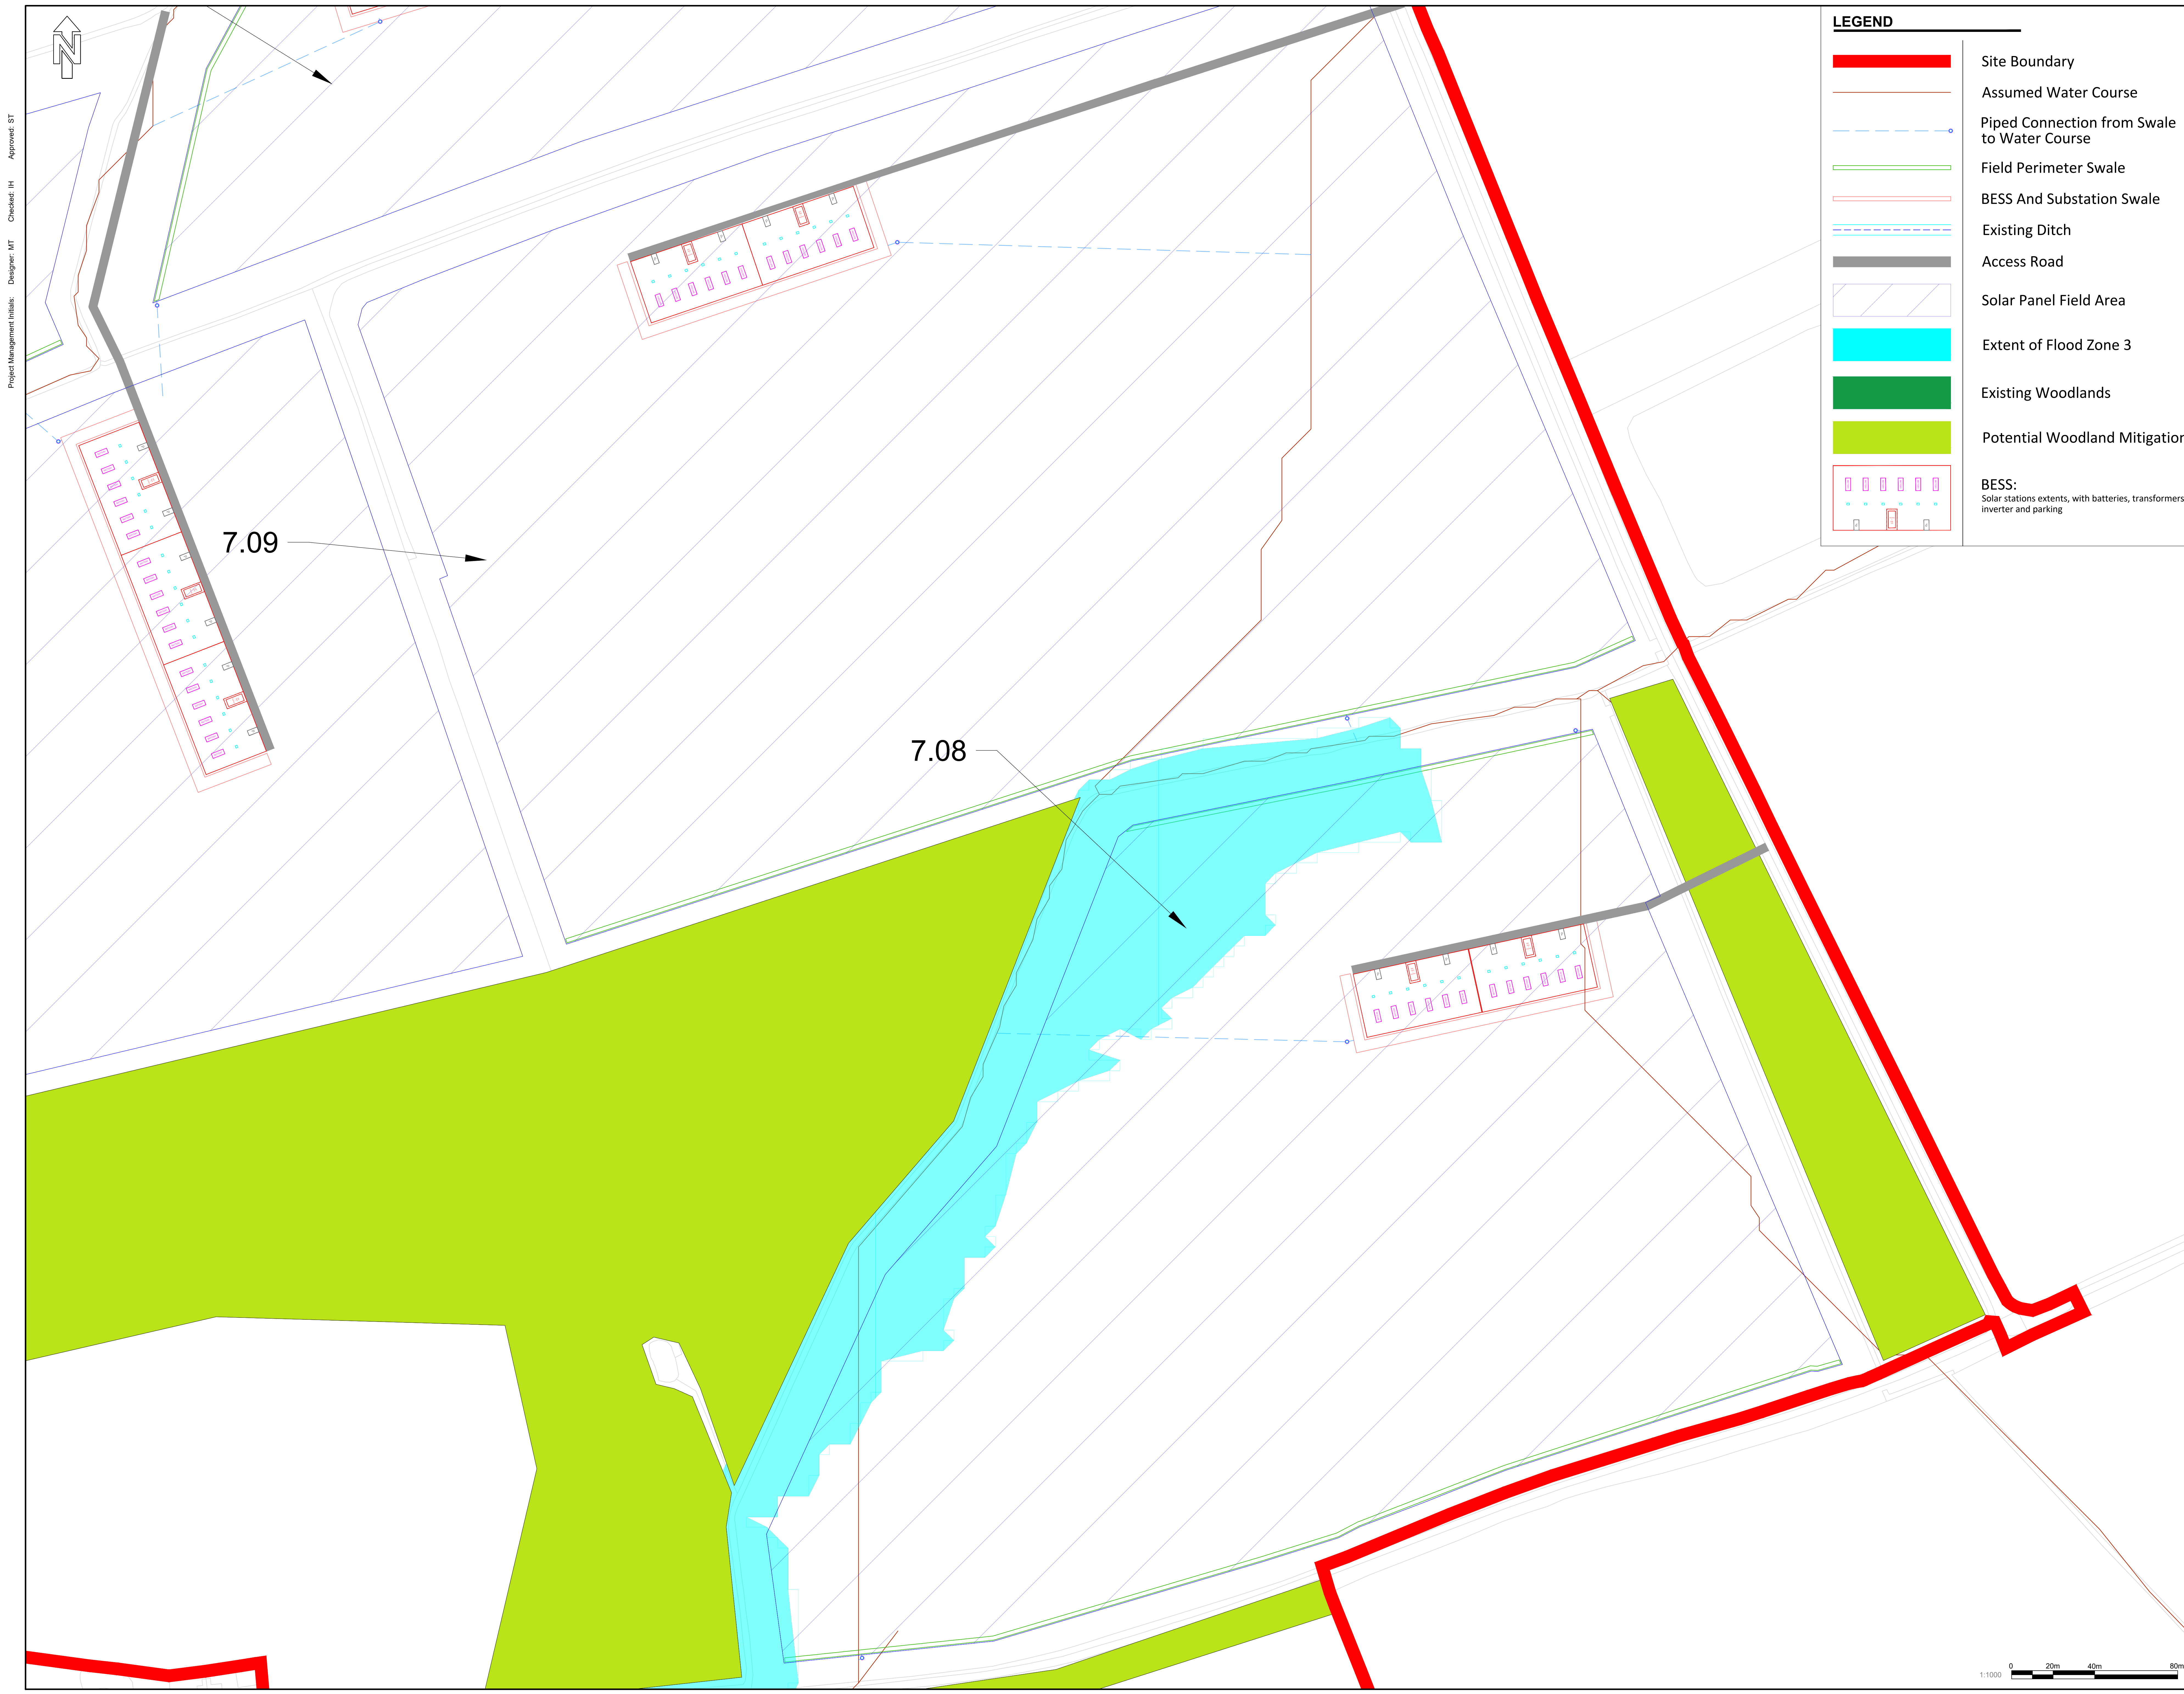 N
LEGEND
Site Boundary
Assumed Water Course
Piped Connection from Swale
to Water Course
Field Perimeter Swale
BESS And Substation Swale
Existing Ditch
Access Road
Solar Panel Field Area
Extent of Flood Zone 3
Existing Woodlands
Potential Woodland Mitigation
BESS:
Solar stations extents, with batteries, transformers
inverter and parking
Project Management Initials: Designer: MT Checked: IH Approved: ST
7.09
7.08
1:1000 0 20m 40m 80m